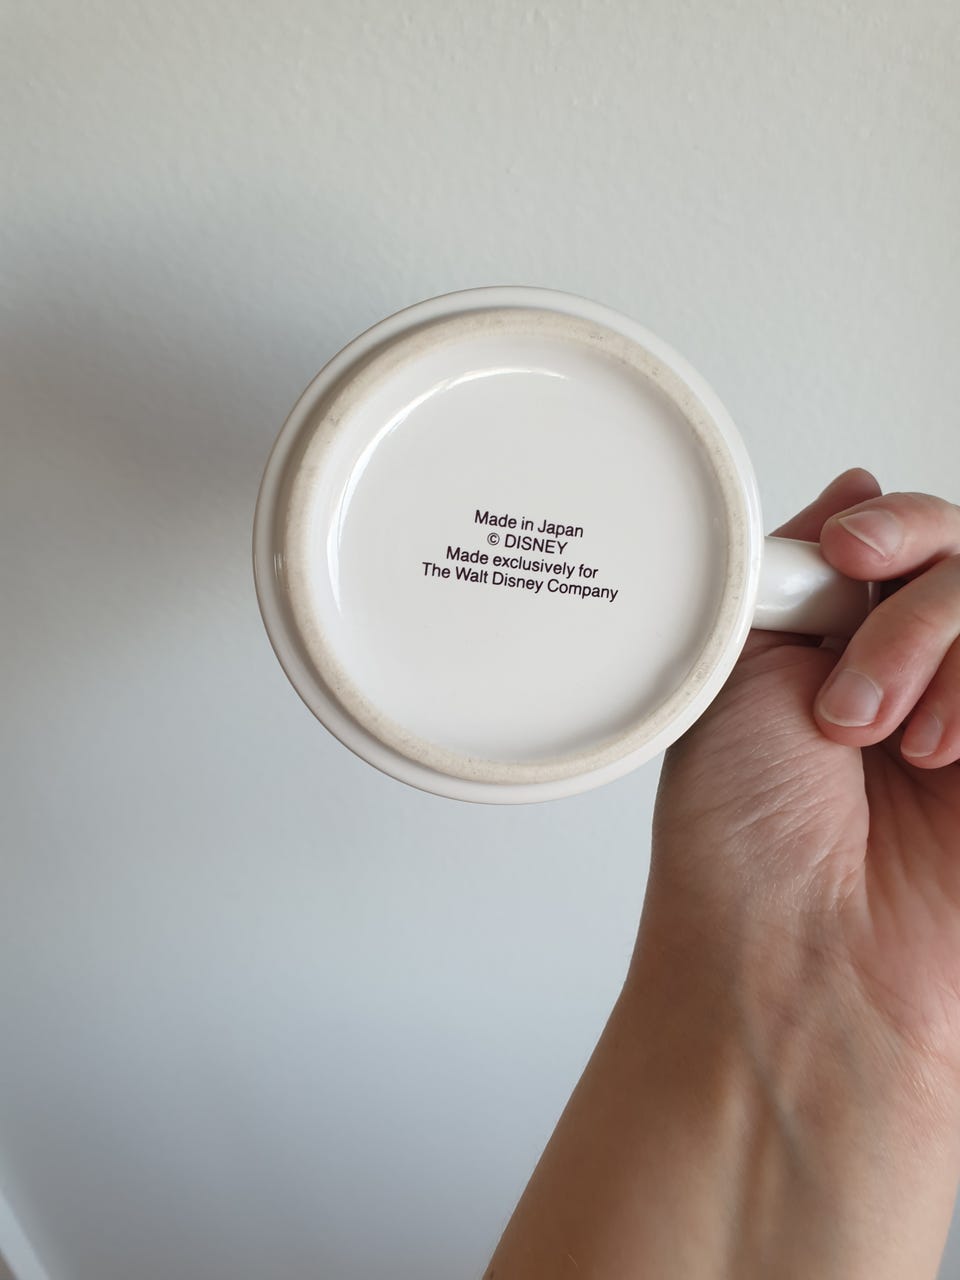 Made in Japan
© DISNEY
Made exclusively for
The Walt Disney Company